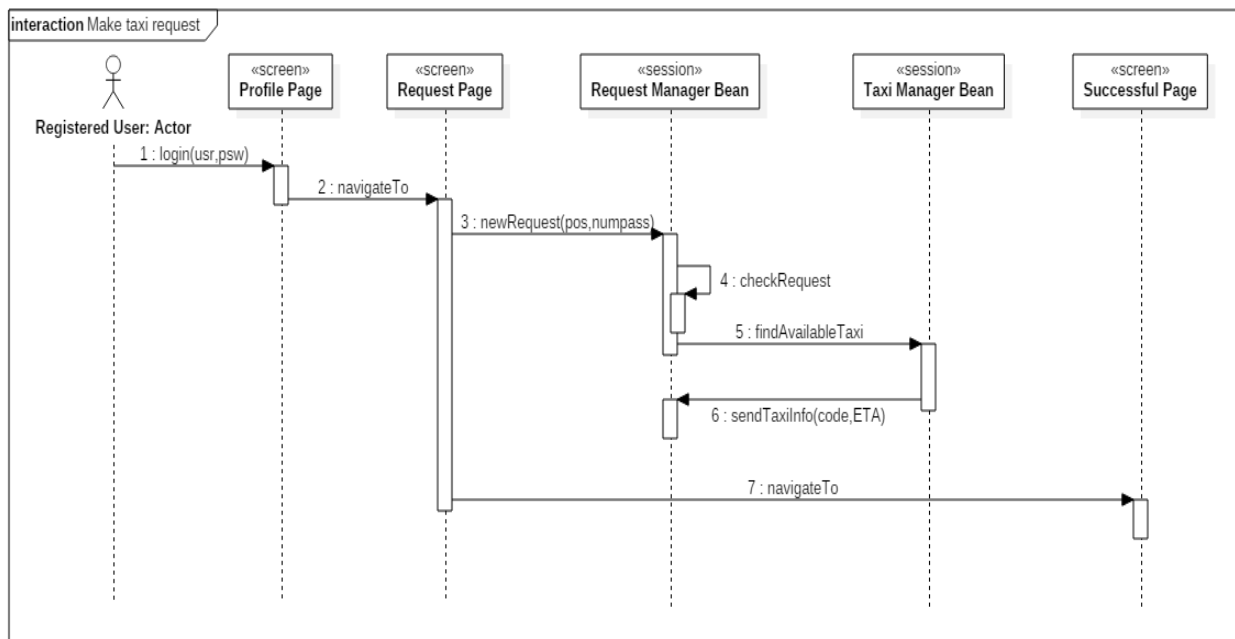 interaction Make taxi request
«screen»
Profile Page
«screen»
Request Page
«session»
Request Manager Bean
«session»
Taxi Manager Bean
«screen»
Successful Page
Registered User: Actor
1 : login(usr,psw)
2 : navigateTo
3 : newRequest(pos,numpass)
4 : checkRequest
5 : findAvailableTaxi
6 : sendTaxiInfo(code,ETA)
7 : navigateTo